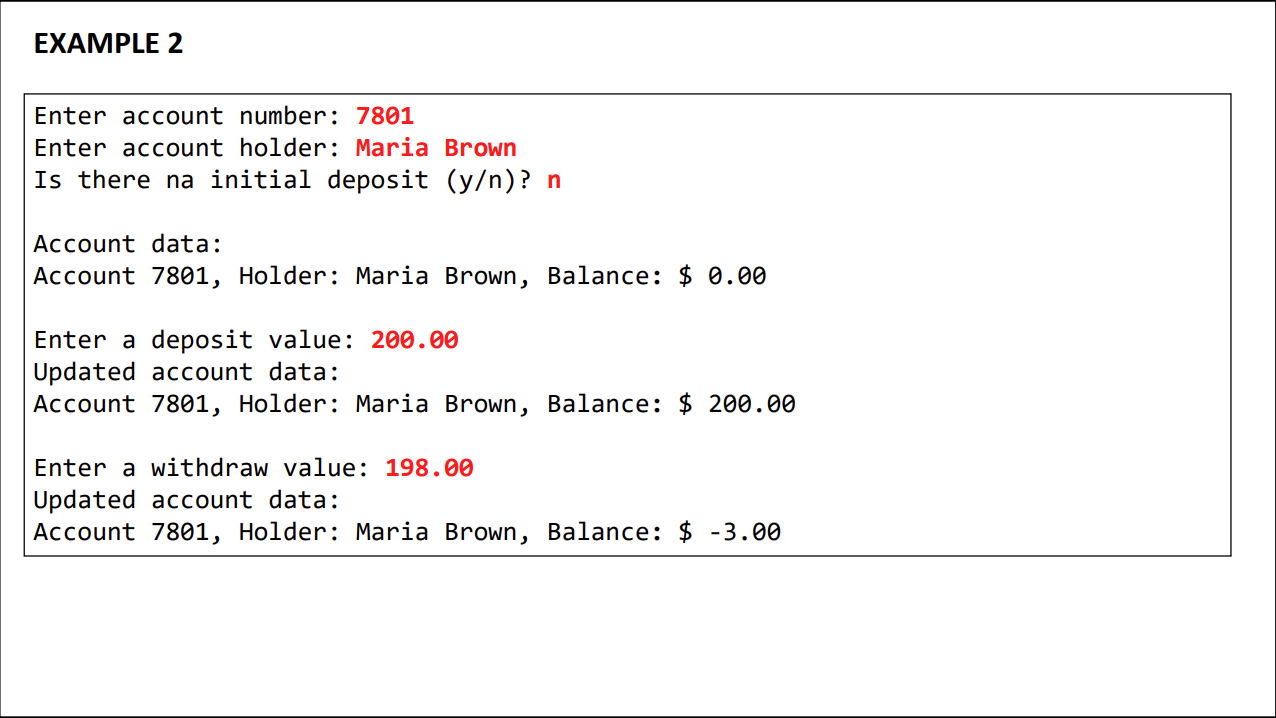 EXAMPLE 2
Enter account number: 7801
Enter account holder: Maria Brown
Is there na initial deposit (y/n)? n
Account data:
Account 7801, Holder: Maria Brown, Balance: $ 0.00
Enter a deposit value: 200.00
Updated account data:
Account 7801, Holder: Maria Brown, Balance: $ 200.00
Enter a withdraw value: 198.00
Updated account data:
Account 7801, Holder: Maria Brown, Balance: $ -3.00